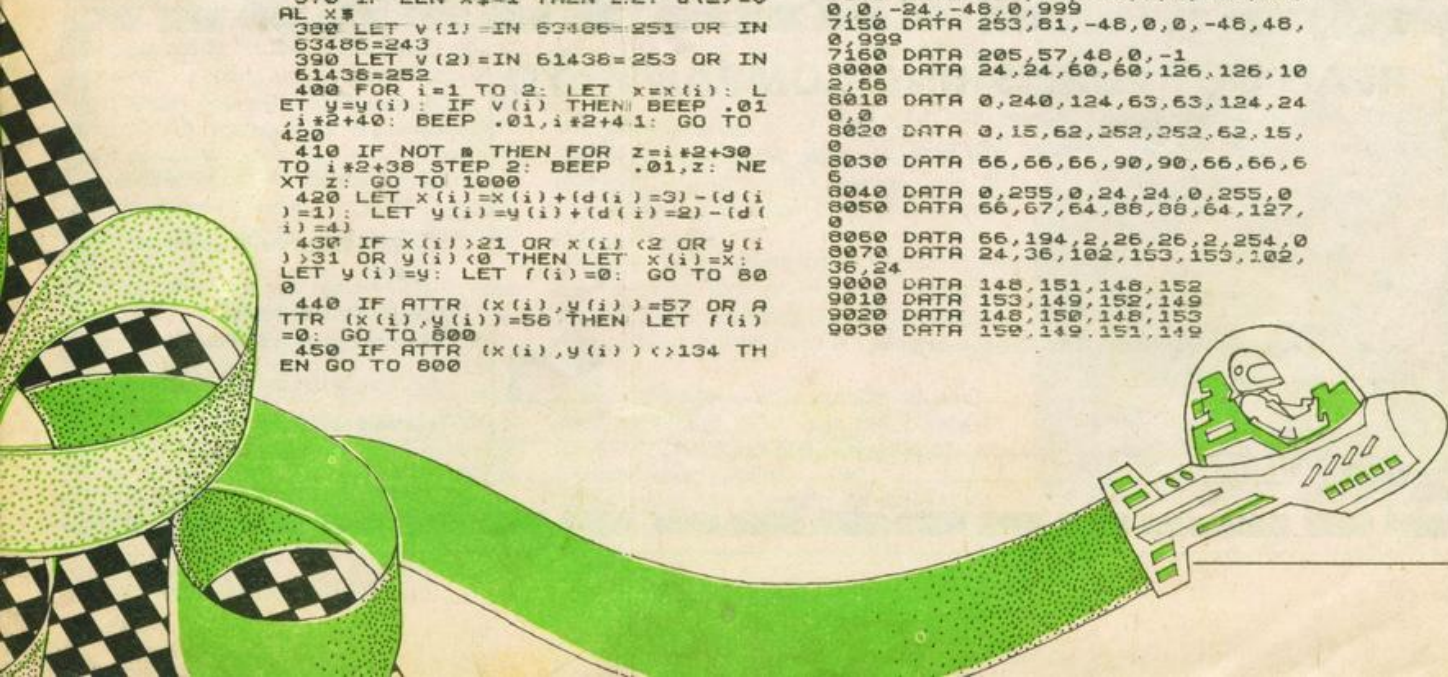 AL X$
380 LET v(1)=IN 63486=251 OR IN
63486=243
390 LET v(2)=IN 61438=253 OR IN
61438=252
400 FOR i=1 TO 2: LET x=x(i): L
ET y=y(i): IF v(i) THEN BEEP .01
,i*2+40: BEEP .01,i*2+41: GO TO
420
410 IF NOT m THEN FOR z=i*2+30
TO i*2+38 STEP 2: BEEP .01,z: NE
XT z: GO TO 1000
420 LET x(i)=x(i)+(d(i)=3)-(d(i
)=1): LET y(i)=y(i)+(d(i)=2)-(d(
i)=4)
430 IF x(i)>21 OR x(i)<2 OR y(i
)>31 OR y(i)<0 THEN LET x(i)=x:
LET y(i)=y: LET f(i)=0: GO TO 80
0
440 IF ATTR (x(i),y(i))=57 OR A
TTR (x(i),y(i))=58 THEN LET f(i)
=0: GO TO 800
450 IF ATTR (x(i),y(i))<>134 TH
EN GO TO 800
0,0,-24,-48,0,999
7150 DATA 253,81,-48,0,0,-48,48,
0,999
7160 DATA 205,57,48,0,-1
8000 DATA 24,24,60,60,126,126,10
2,66
8010 DATA 0,240,124,63,63,124,24
0,0
8020 DATA 0,15,62,252,252,62,15,
0
8030 DATA 66,66,66,90,90,66,66,6
6
8040 DATA 0,255,0,24,24,0,255,0
8050 DATA 66,67,64,88,88,64,127,
0
8060 DATA 66,194,2,26,26,2,254,0
8070 DATA 24,36,102,153,153,102,
36,24
9000 DATA 148,151,148,152
9010 DATA 153,149,152,149
9020 DATA 148,150,148,153
9030 DATA 150,149,151,149